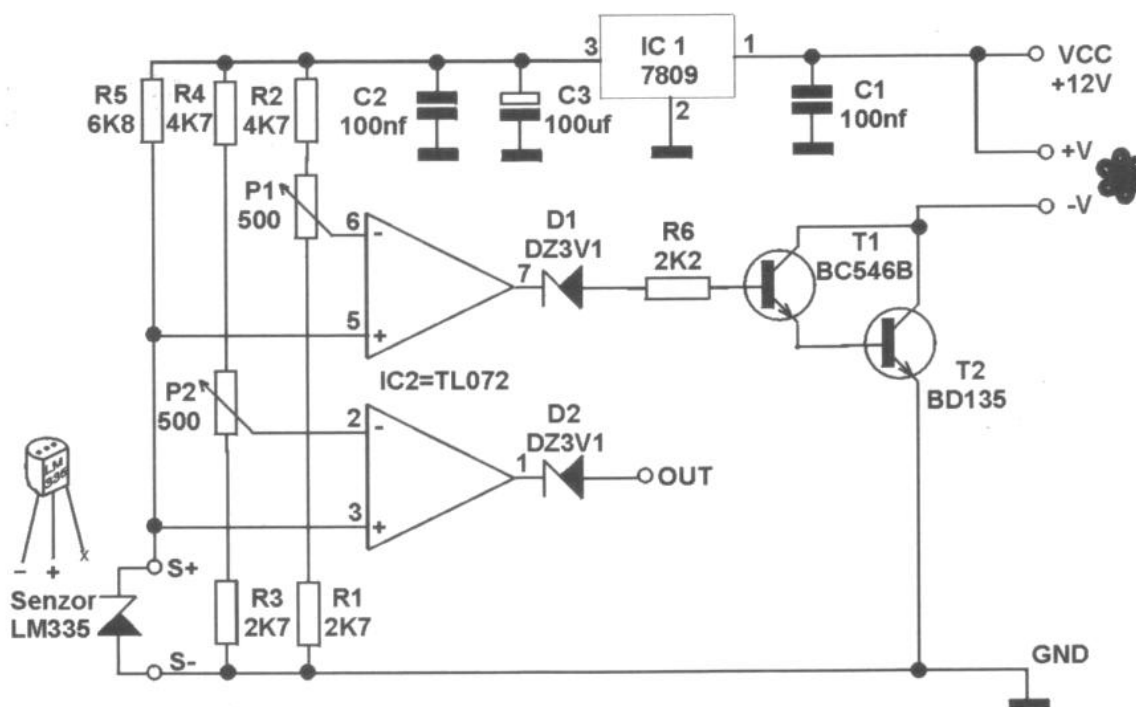 3
IC 1
7809
1
2
VCC
+12V
R5
6K8
R4
4K7
R2
4K7
C2
100nf
C3
100uf
C1
100nf
+V
-V
P1
500
6
-
7
5
+
D1
DZ3V1
R6
2K2
T1
BC546B
T2
BD135
IC2=TL072
P2
500
2
-
1
3
+
D2
DZ3V1
OUT
LM
335
- + x
S+
Senzor
LM335
S-
R3
2K7
R1
2K7
GND